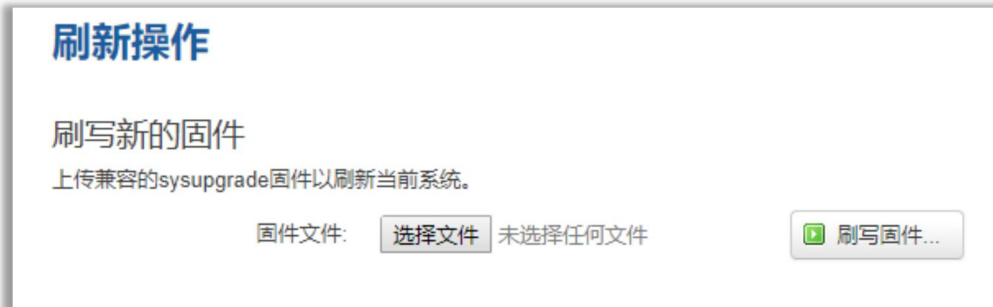 刷新操作
刷写新的固件
上传兼容的sysupgrade固件以刷新当前系统。
固件文件: 选择文件 未选择任何文件 刷写固件...